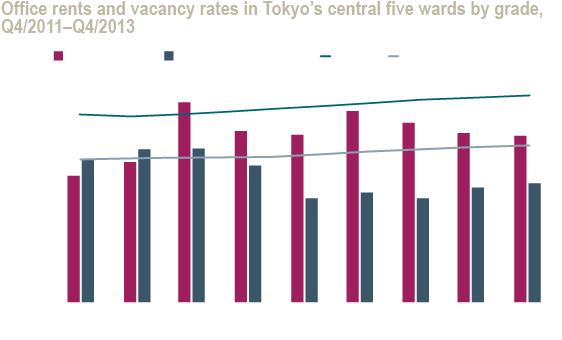 Office rents and vacancy rates in Tokyo’s central five wards by grade,
Q4/2011–Q4/2013